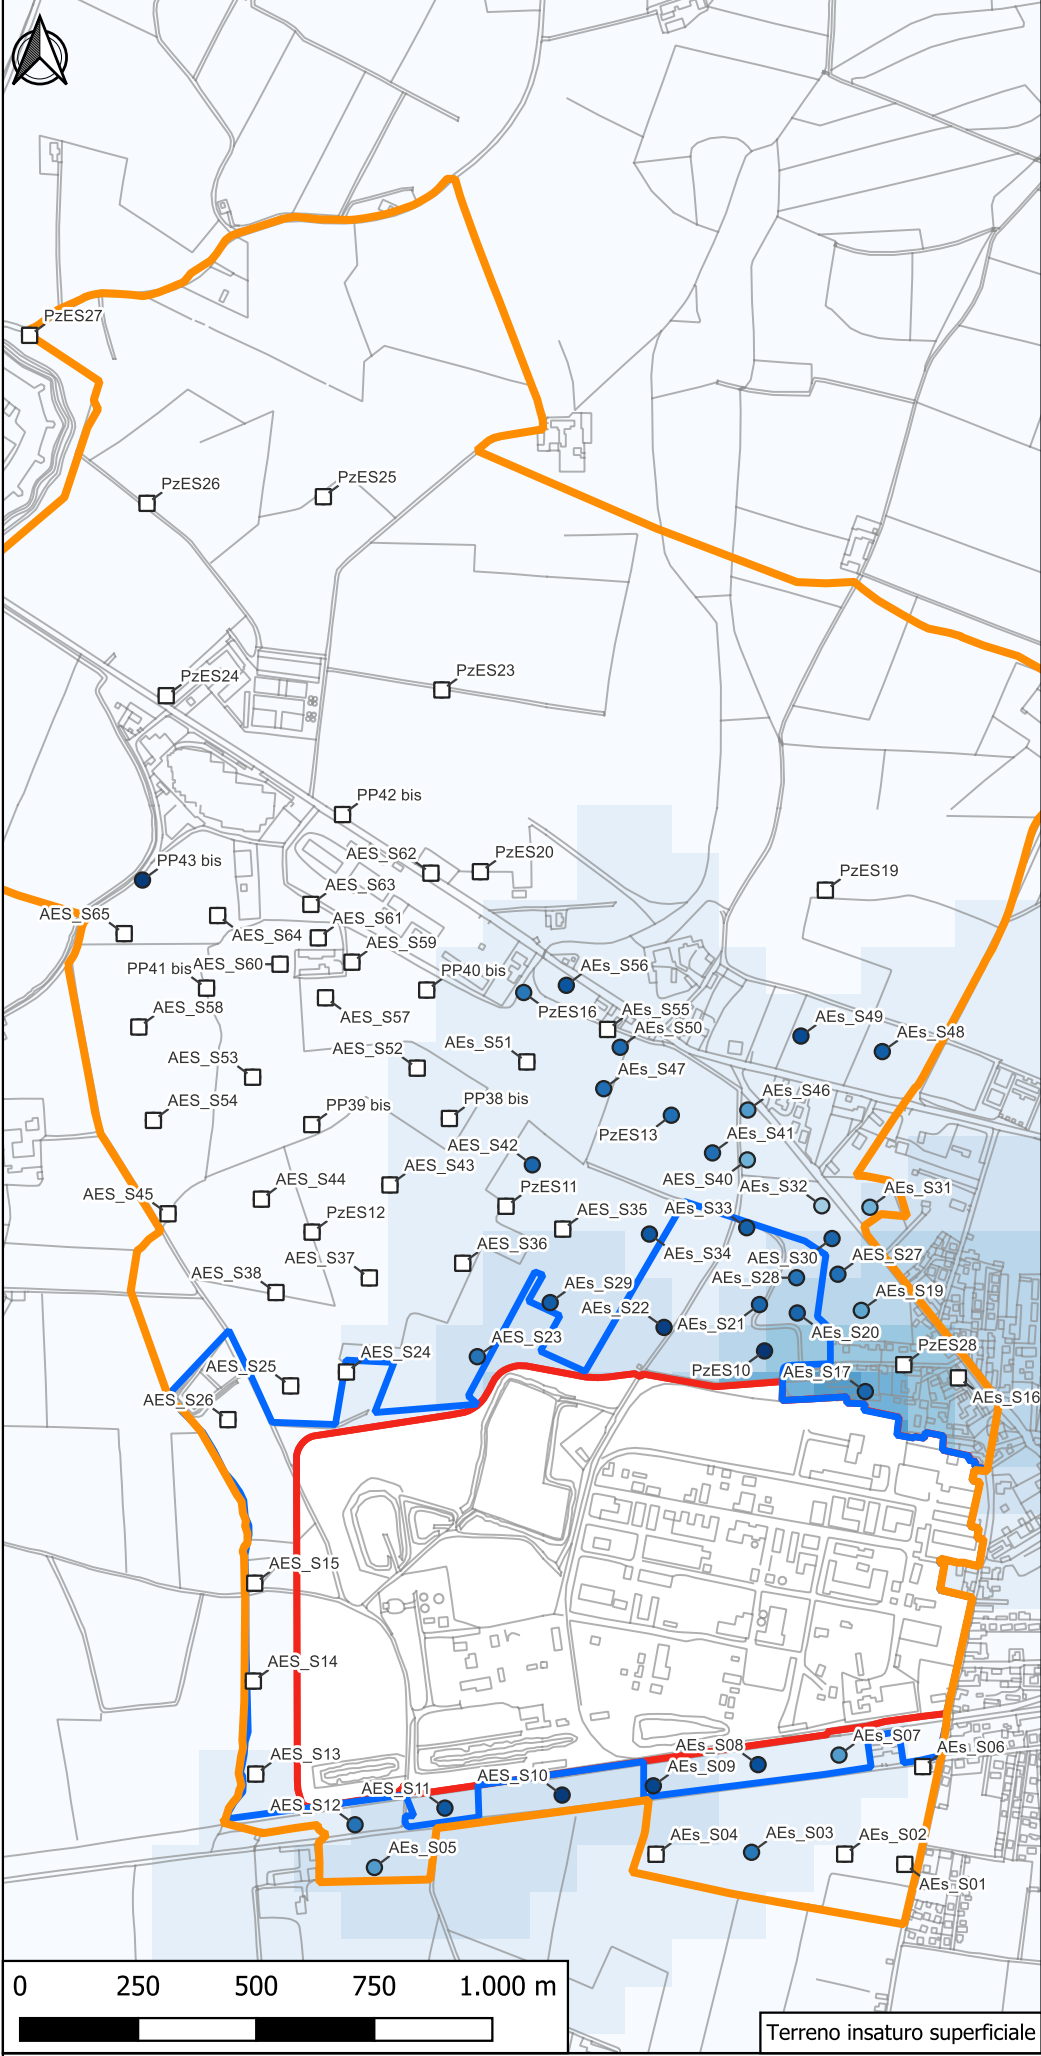 PzES27
PzES25
PzES26
PzES23
PzES24
PP42 bis
AES_S62
PzES20
PP43 bis
PzES19
AES_S63
AES_S65
AES_S61
AES_S64
AES_S59
PP41 bis
AES_S60
PP40 bis
AEs_S56
AES_S58
AES_S57
PzES16
AEs_S55
AEs_S49
AEs_S50
AEs_S48
AES_S53
AES_S52
AEs_S51
AEs_S47
AES_S54
PP39 bis
PP38 bis
AEs_S46
PzES13
AEs_S41
AES_S42
AES_S43
AES_S40
AES_S44
PzES11
AEs_S32
AEs_S31
AES_S45
PzES12
AES_S35
AEs_S33
AES_S37
AES_S36
AEs_S34
AES_S30
AEs_S27
AES_S38
AEs_S28
AEs_S29
AEs_S19
AEs_S22
AEs_S21
AEs_S20
AES_S25
AES_S24
AEs_S23
PzES10
AEs_S17
PzES28
AES_S26
AEs_S16
AES_S15
AES_S14
AES_S13
AEs_S08
AEs_S07
AEs_S06
AES_S12
AES_S11
AEs_S10
AEs_S09
AEs_S05
AEs_S04
AEs_S03
AEs_S02
AEs_S01
0 250 500 750 1.000 m
Terreno insaturo superficiale